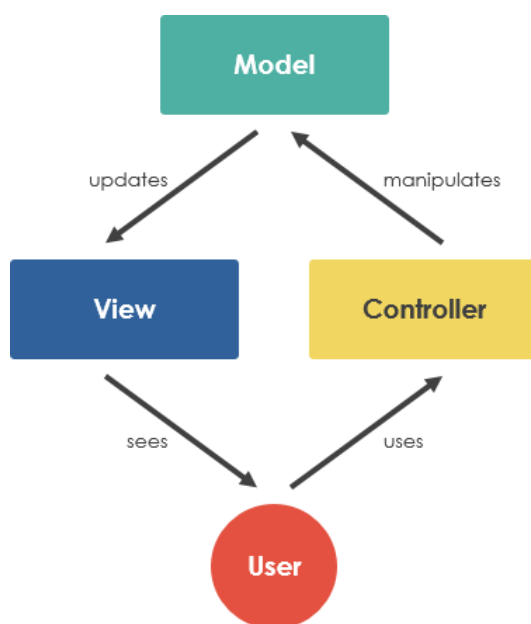 Model
updates
manipulates
View
Controller
sees
uses
User